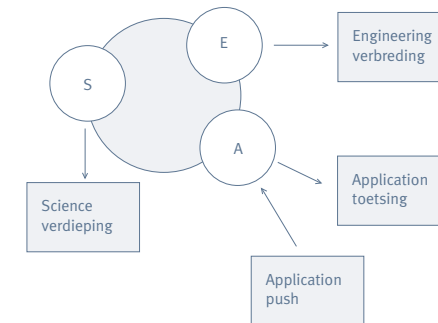 E
Engineering
verbreding
S
A
Application
toetsing
Science
verdieping
Application
push